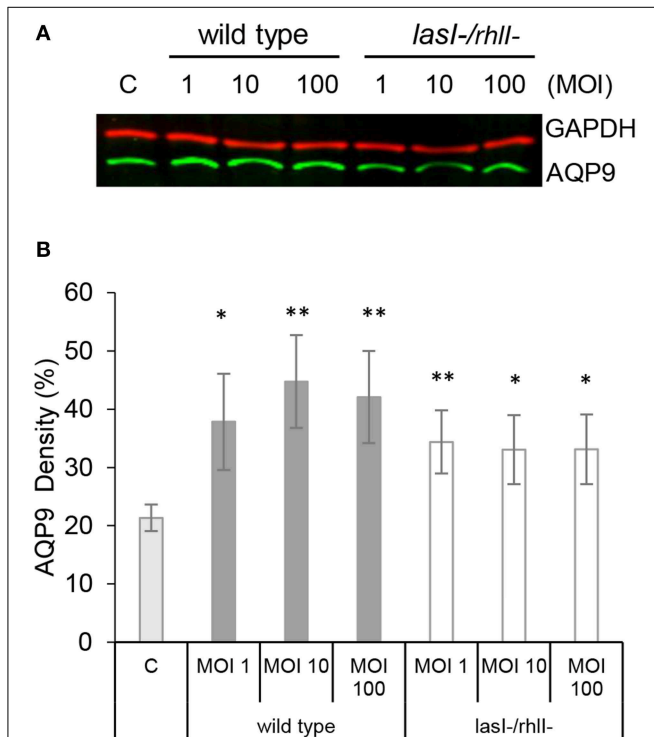 A
wild type lasI-/rhlI-
C 1 10 100 1 10 100 (MOI)
GAPDH
AQP9
B
AQP9 Density (%)
60
50
40
30
20
10
0
* ** ** ** * *
C MOI 1 MOI 10 MOI 100 MOI 1 MOI 10 MOI 100
wild type lasI-/rhlI-